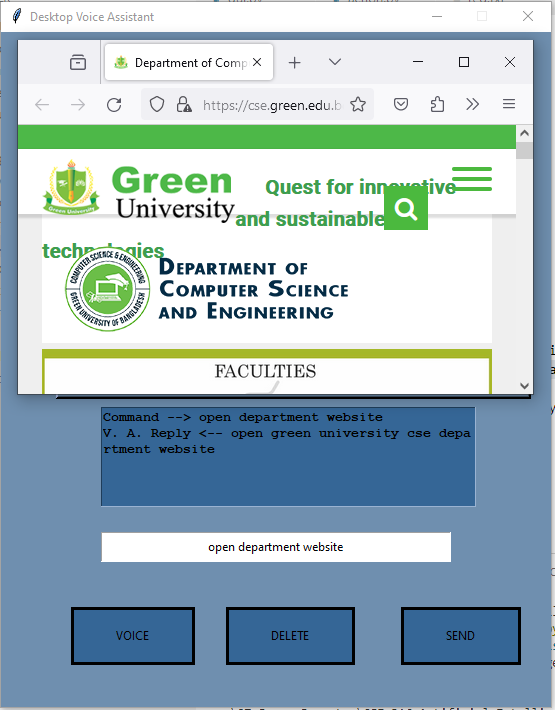 Desktop Voice Assistant
Department of Comp
https://cse.green.edu.b
Green
University
Quest for innovative
and sustainable
technologies
COMPUTER SCIENCE & ENGINEERING
GREEN UNIVERSITY OF BANGLADESH
DEPARTMENT OF
COMPUTER SCIENCE
AND ENGINEERING
FACULTIES
Command --> open department website
V. A. Reply <-- open green university cse depa
rtment website
open department website
VOICE
DELETE
SEND